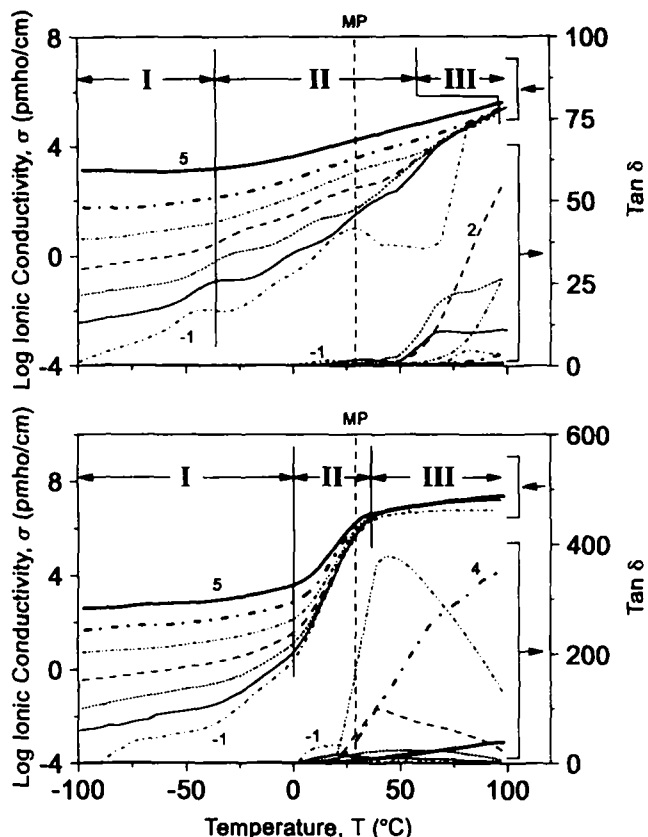 MP
8
4
0
-4
100
75
50
25
0
I
II
III
5
2
-1
-1
Log Ionic Conductivity, σ (pmho/cm)
Tan δ
MP
8
4
0
-4
600
400
200
0
I
II
III
5
4
-1
-1
Log Ionic Conductivity, σ (pmho/cm)
Tan δ
-100
-50
0
50
100
Temperature, T (°C)